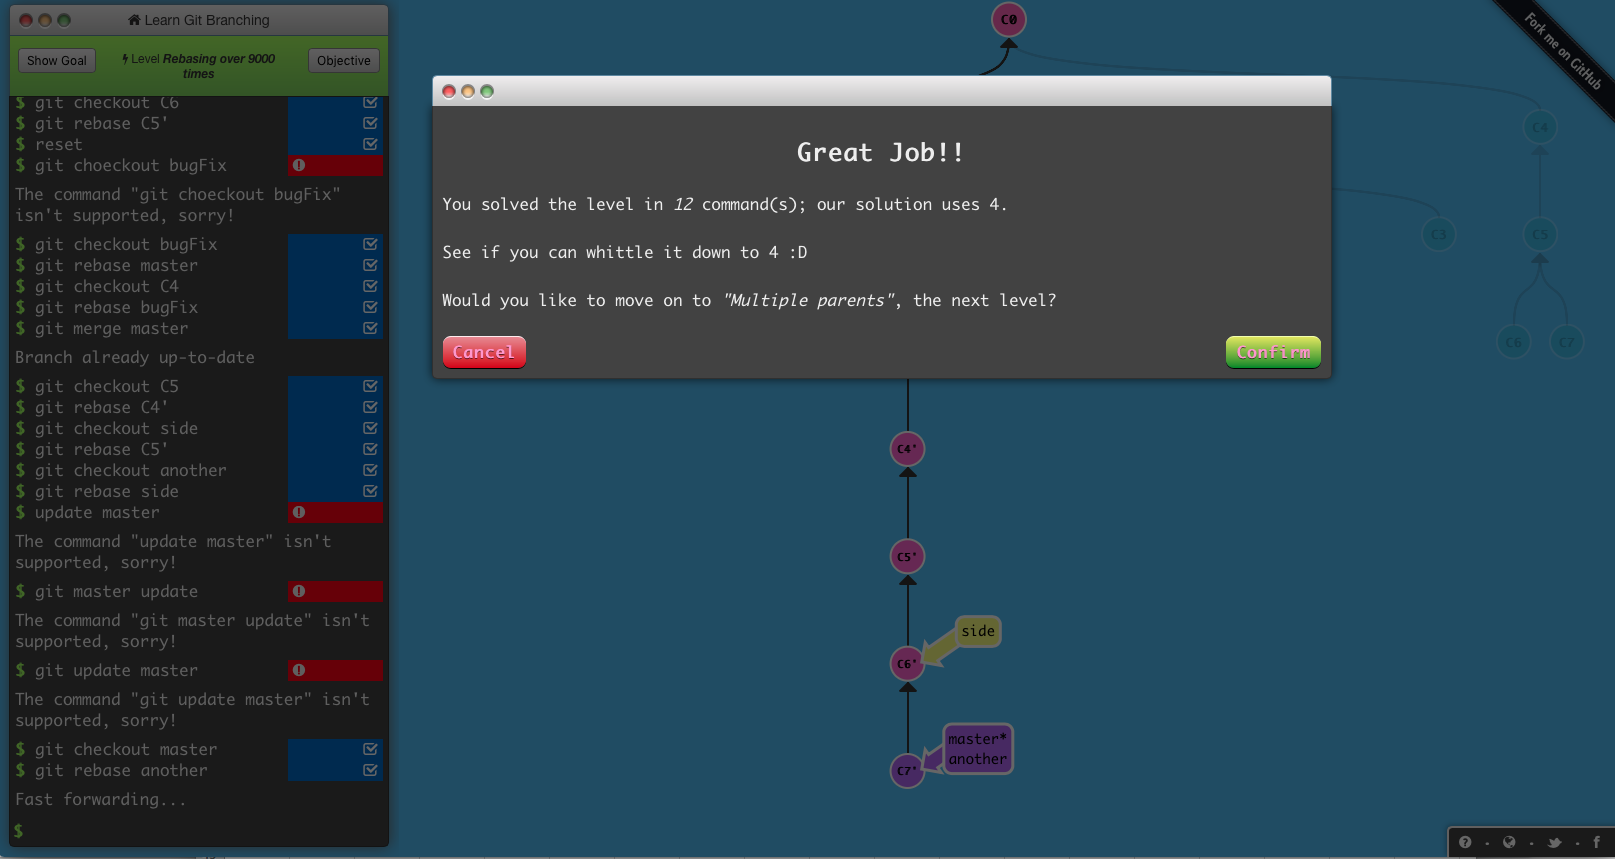 Learn Git Branching
Show Goal
Level Rebasing over 9000
times
Objective
$ git checkout C6
$ git rebase C5'
$ reset
$ git choeckout bugFix
The command "git choeckout bugFix"
isn't supported, sorry!
$ git checkout bugFix
$ git rebase master
$ git checkout C4
$ git rebase bugFix
$ git merge master
Branch already up-to-date
$ git checkout C5
$ git rebase C4'
$ git checkout side
$ git rebase C5'
$ git checkout another
$ git rebase side
$ update master
The command "update master" isn't
supported, sorry!
$ git master update
The command "git master update" isn't
supported, sorry!
$ git update master
The command "git update master" isn't
supported, sorry!
$ git checkout master
$ git rebase another
Fast forwarding...
$
C0
Fork me on GitHub
Great Job!!
You solved the level in 12 command(s); our solution uses 4.
See if you can whittle it down to 4 :D
Would you like to move on to "Multiple parents", the next level?
Cancel
Confirm
C4
C3
C5
C6
C7
C4'
C5'
side
C6'
master*
another
C7'